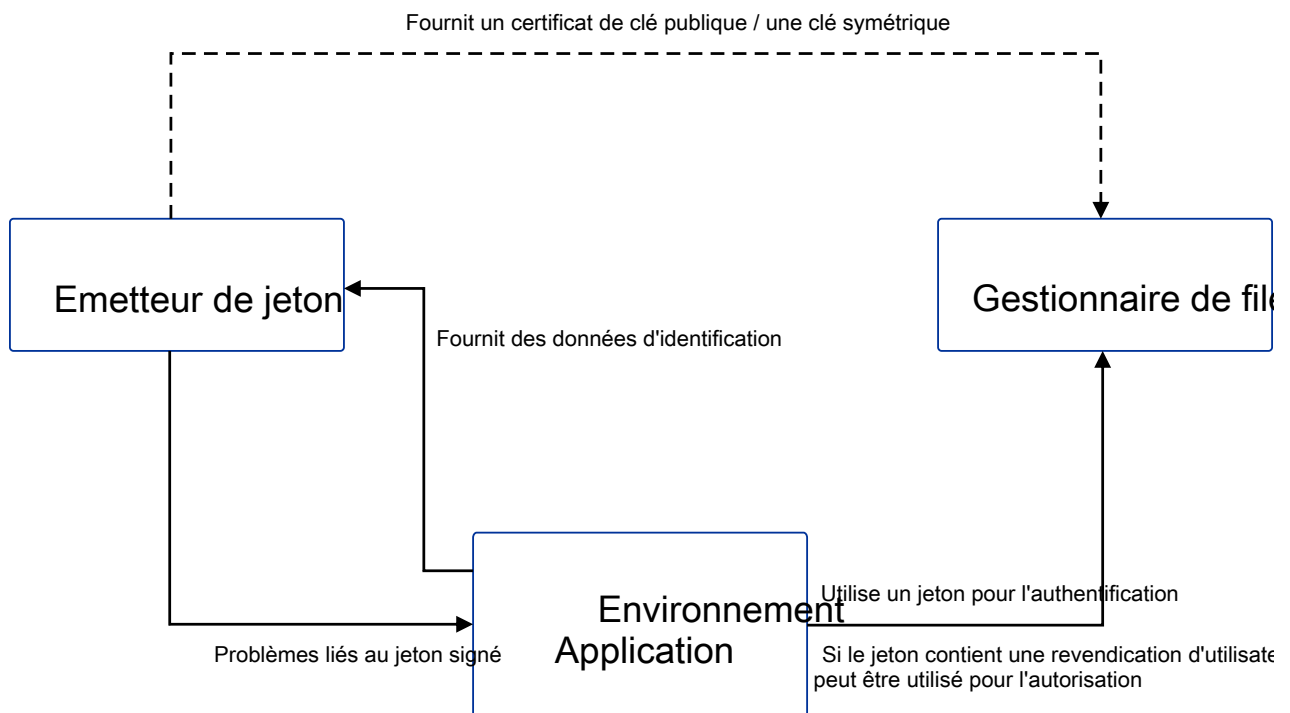 Fournit un certificat de clé publique / une clé symétrique
Emetteur de jeton
Gestionnaire de file
Fournit des données d'identification
Environnement
Application
Utilise un jeton pour l'authentification
Problèmes liés au jeton signé
Si le jeton contient une revendication
peut être utilisé pour l'autorisation